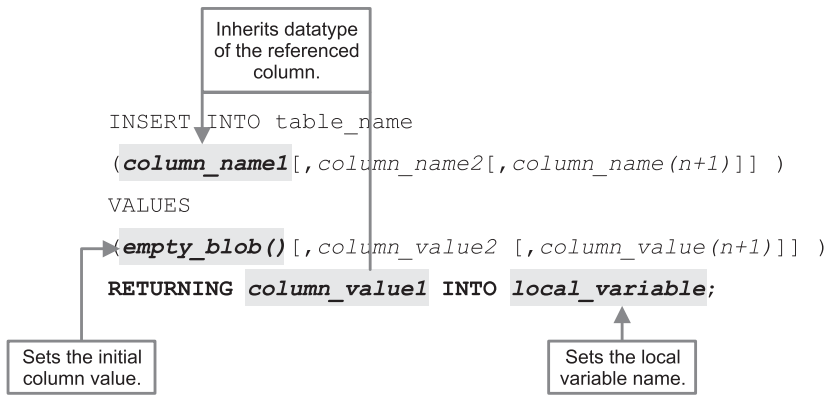 Inherits datatype
of the referenced
column.
INSERT INTO table_name
(column_name1[,column_name2[,column_name(n+1)]] )
VALUES
(empty_blob()[,column_value2 [,column_value(n+1)]] )
RETURNING column_value1 INTO local_variable;
Sets the initial
column value.
Sets the local
variable name.